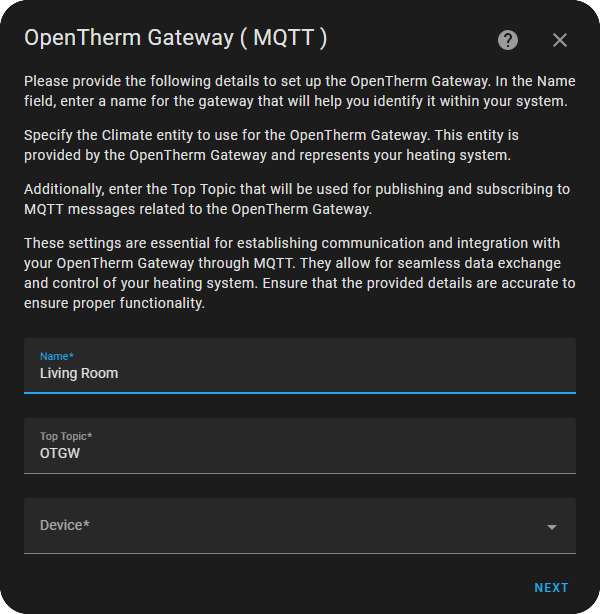 OpenTherm Gateway ( MQTT )
Please provide the following details to set up the OpenTherm Gateway. In the Name
field, enter a name for the gateway that will help you identify it within your system.
Specify the Climate entity to use for the OpenTherm Gateway. This entity is
provided by the OpenTherm Gateway and represents your heating system.
Additionally, enter the Top Topic that will be used for publishing and subscribing to
MQTT messages related to the OpenTherm Gateway.
These settings are essential for establishing communication and integration with
your OpenTherm Gateway through MQTT. They allow for seamless data exchange
and control of your heating system. Ensure that the provided details are accurate to
ensure proper functionality.
Name*
Living Room
Top Topic*
OTGW
Device*
NEXT